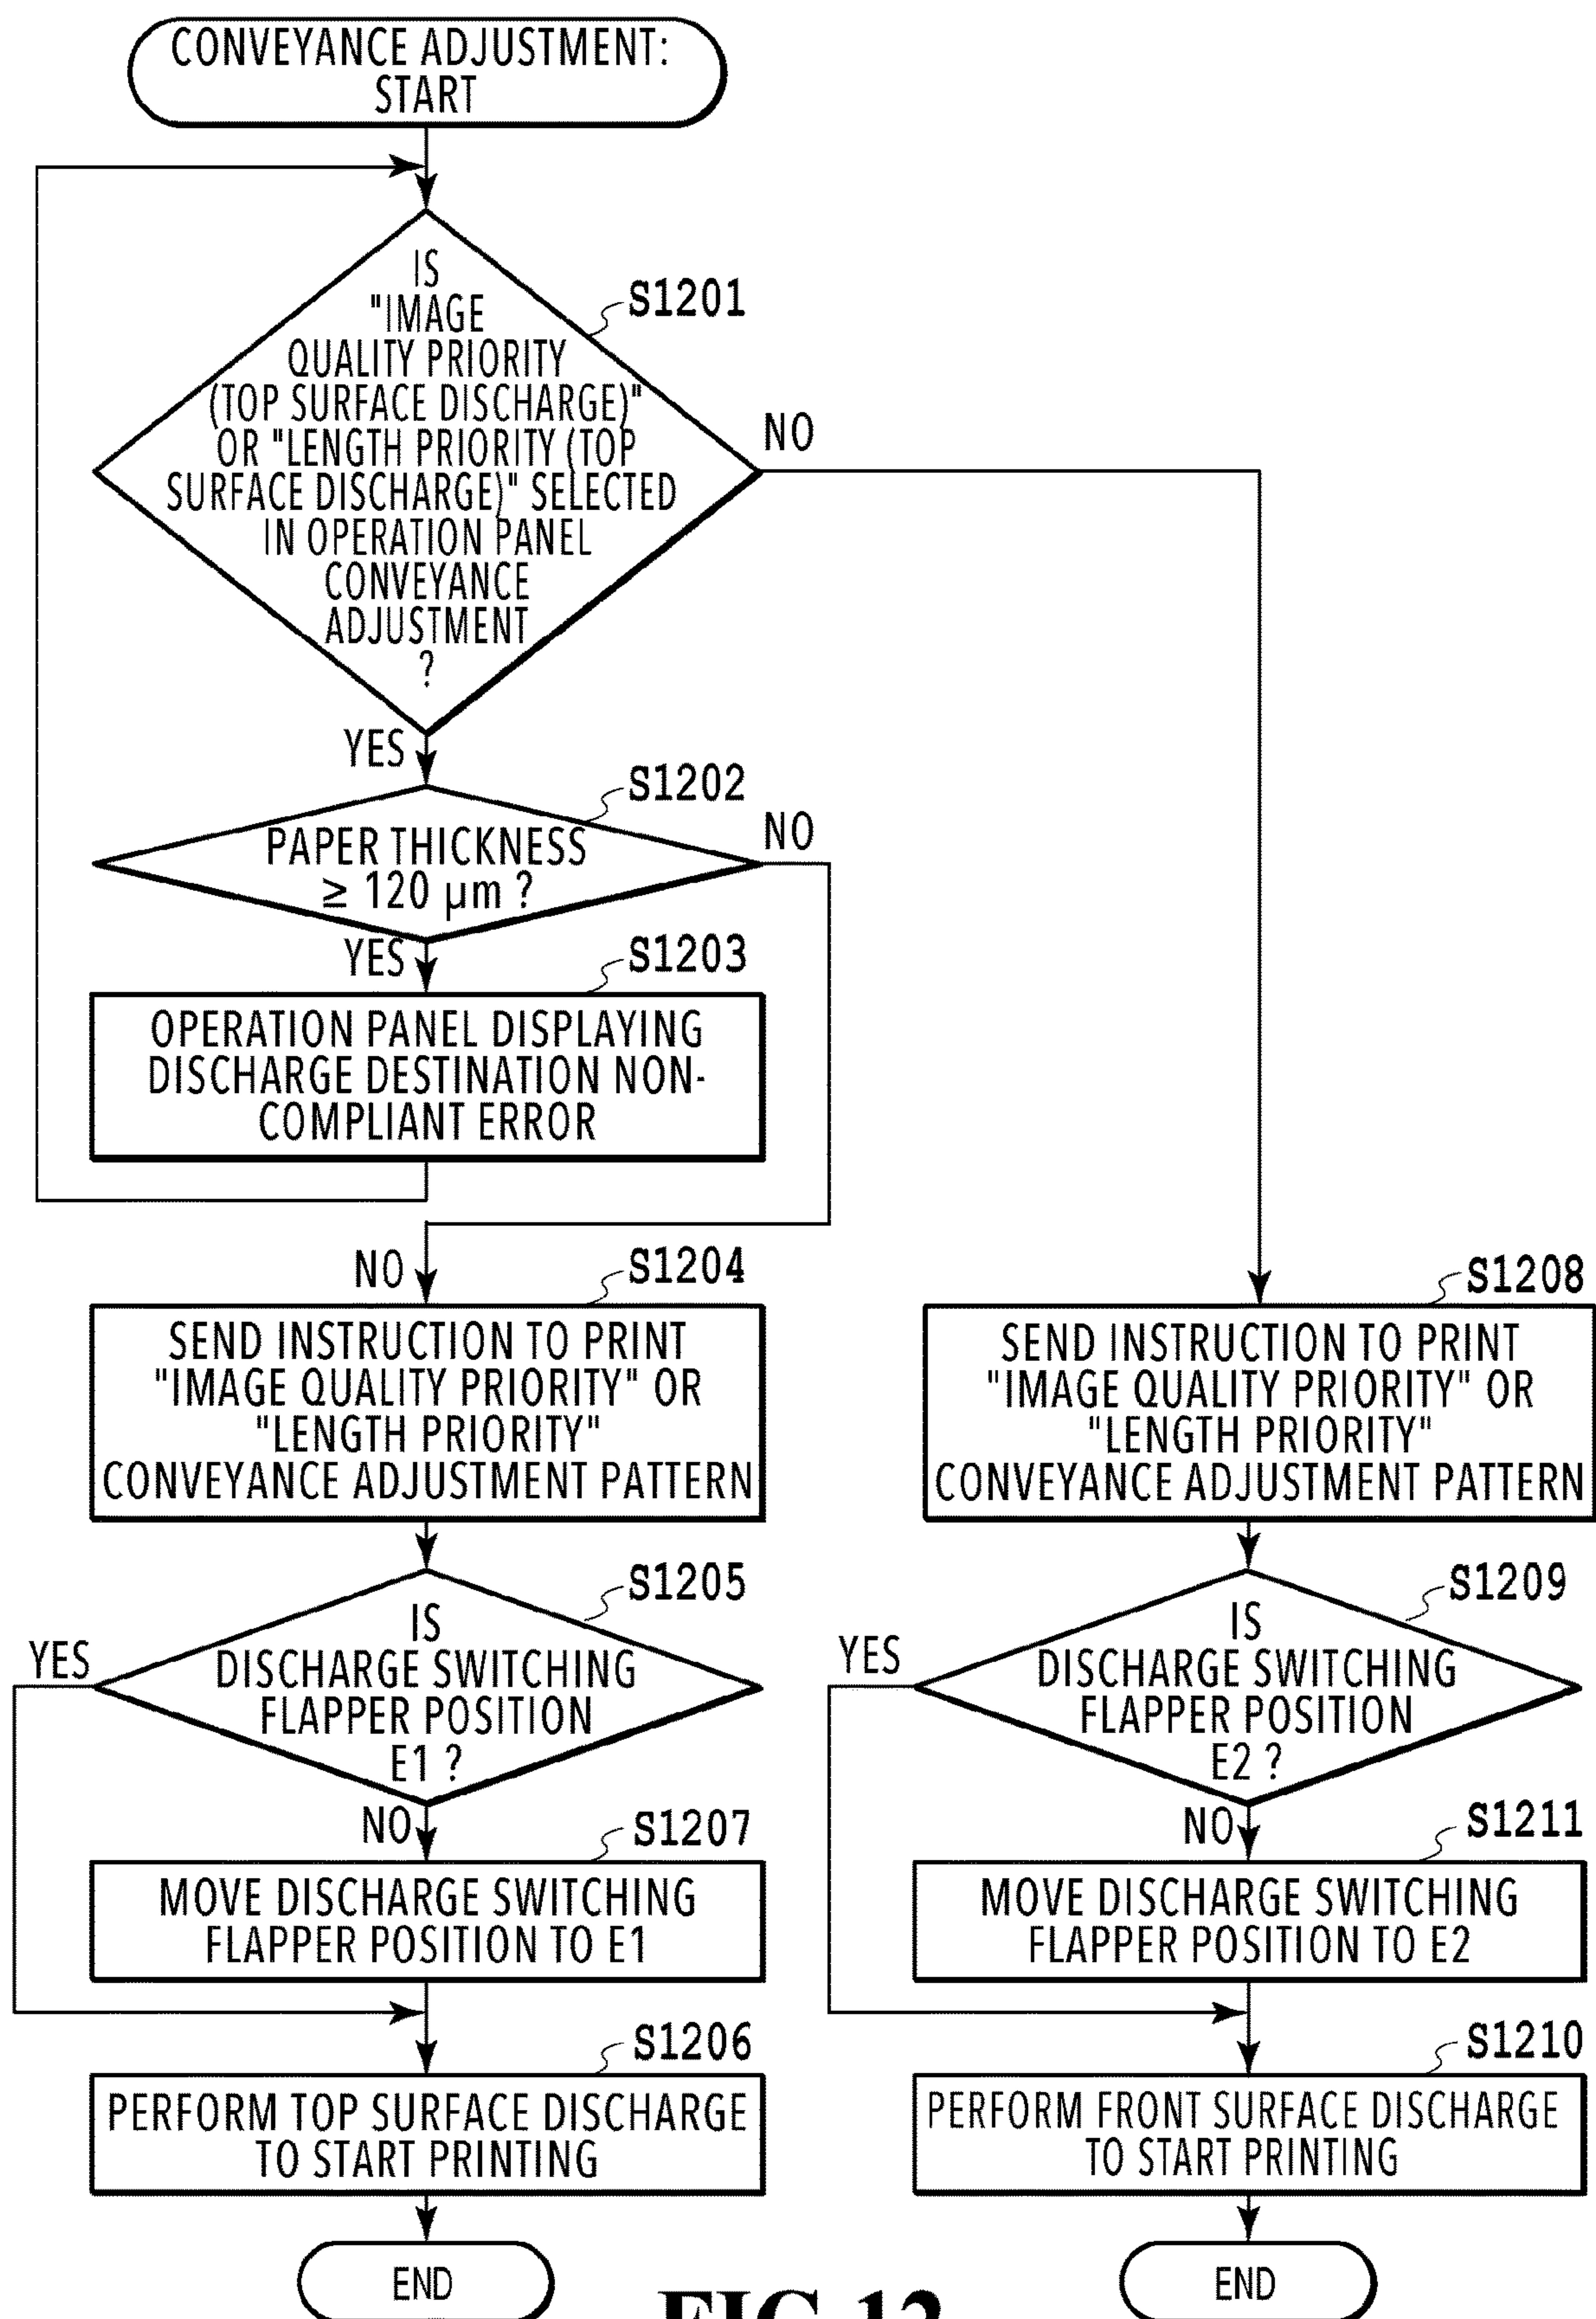 CONVEYANCE ADJUSTMENT:
START
IS
"IMAGE
QUALITY PRIORITY
(TOP SURFACE DISCHARGE)"
OR "LENGTH PRIORITY (TOP
SURFACE DISCHARGE)" SELECTED
IN OPERATION PANEL
CONVEYANCE
ADJUSTMENT
?
S1201
NO
YES
S1202
PAPER THICKNESS
≥ 120 µm ?
NO
YES
S1203
OPERATION PANEL DISPLAYING
DISCHARGE DESTINATION NON-
COMPLIANT ERROR
NO
S1204
SEND INSTRUCTION TO PRINT
"IMAGE QUALITY PRIORITY" OR
"LENGTH PRIORITY"
CONVEYANCE ADJUSTMENT PATTERN
S1205
IS
DISCHARGE SWITCHING
FLAPPER POSITION
E1 ?
YES
NO
S1207
MOVE DISCHARGE SWITCHING
FLAPPER POSITION TO E1
S1206
PERFORM TOP SURFACE DISCHARGE
TO START PRINTING
END
S1208
SEND INSTRUCTION TO PRINT
"IMAGE QUALITY PRIORITY" OR
"LENGTH PRIORITY"
CONVEYANCE ADJUSTMENT PATTERN
S1209
IS
DISCHARGE SWITCHING
FLAPPER POSITION
E2 ?
YES
NO
S1211
MOVE DISCHARGE SWITCHING
FLAPPER POSITION TO E2
S1210
PERFORM FRONT SURFACE DISCHARGE
TO START PRINTING
END